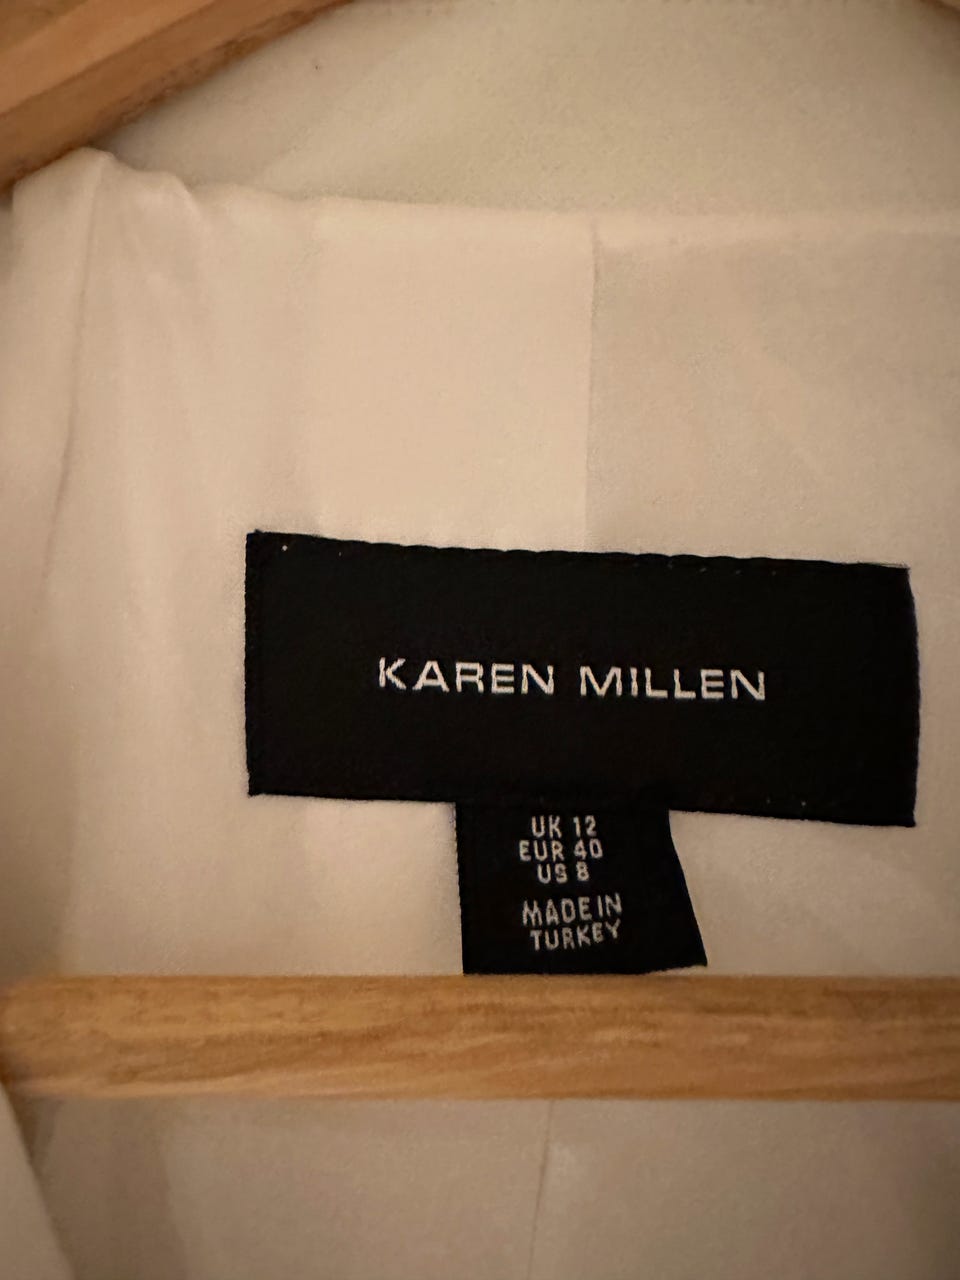 KAREN MILLEN
UK 12
EUR 40
US 8
MADE IN
TURKEY